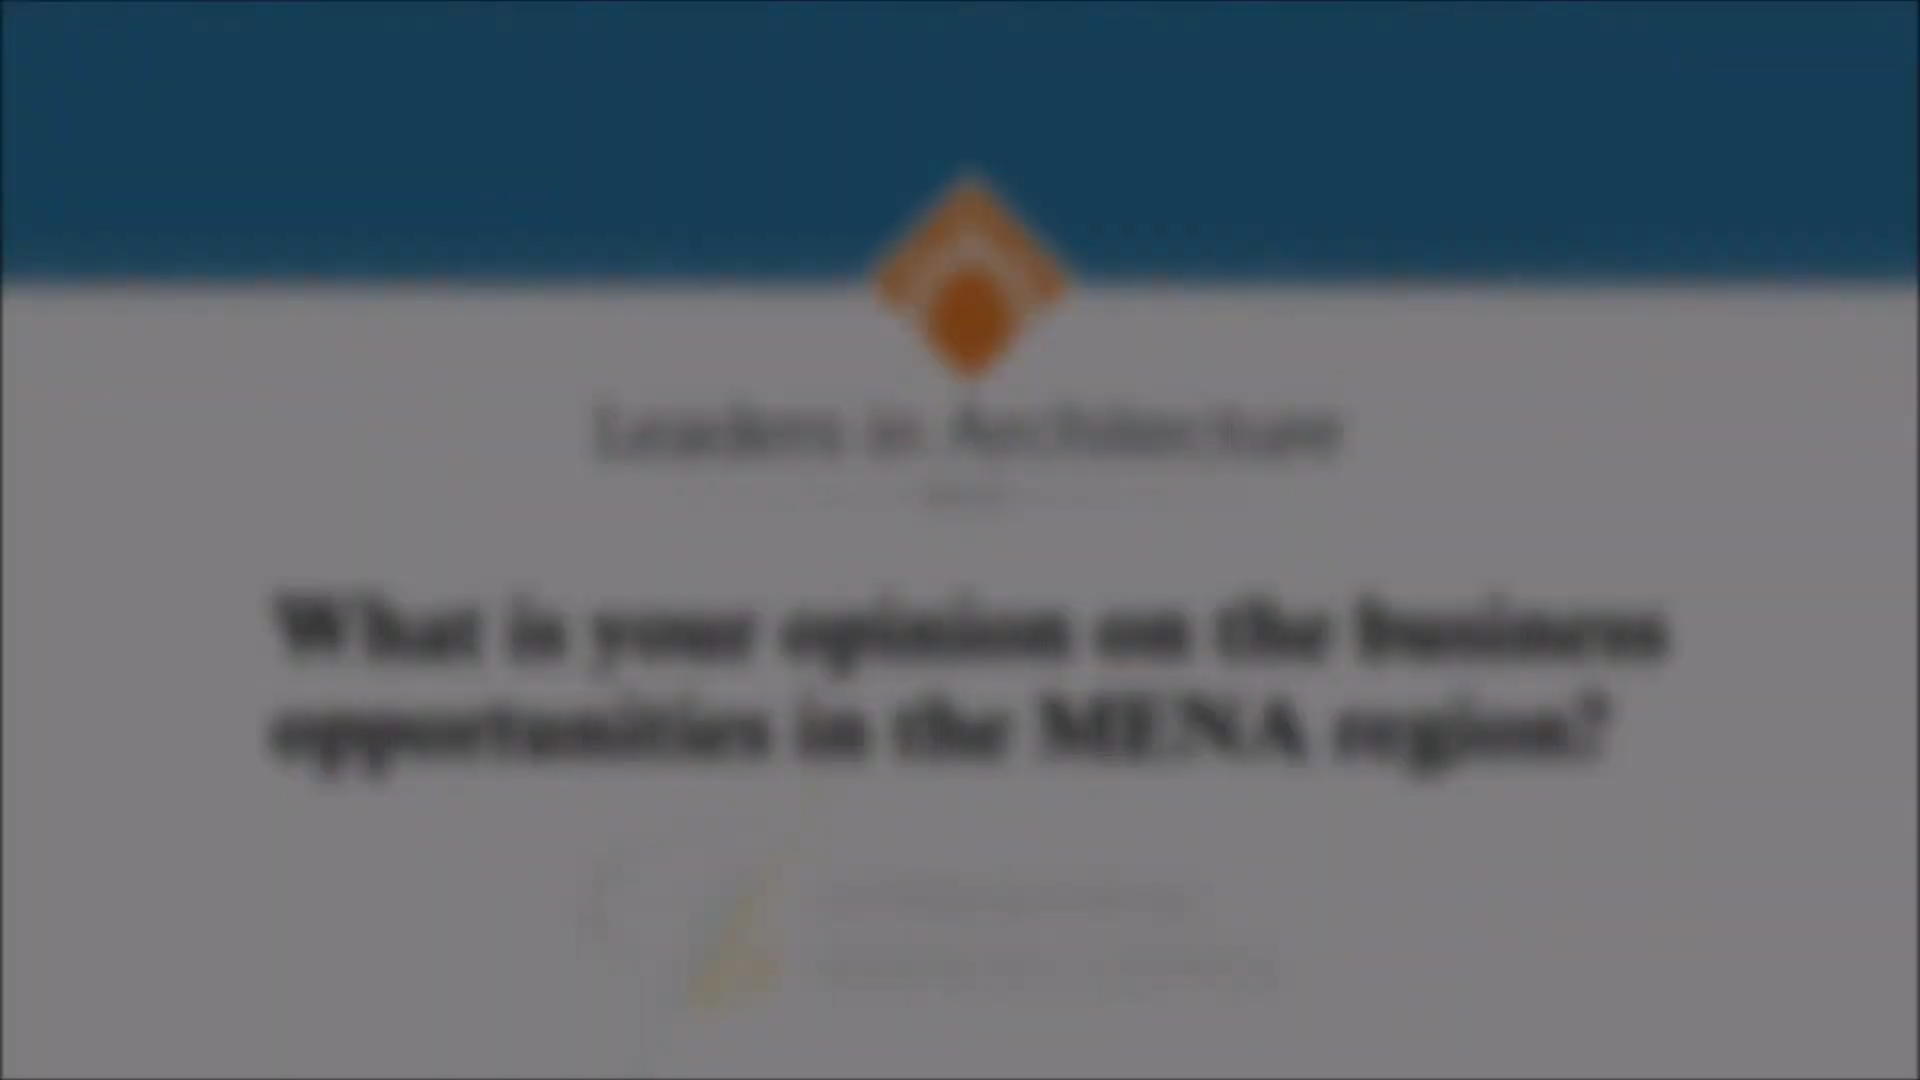 Leaders in Architecture
What is your opinion on the business
opportunities in the MENA region?